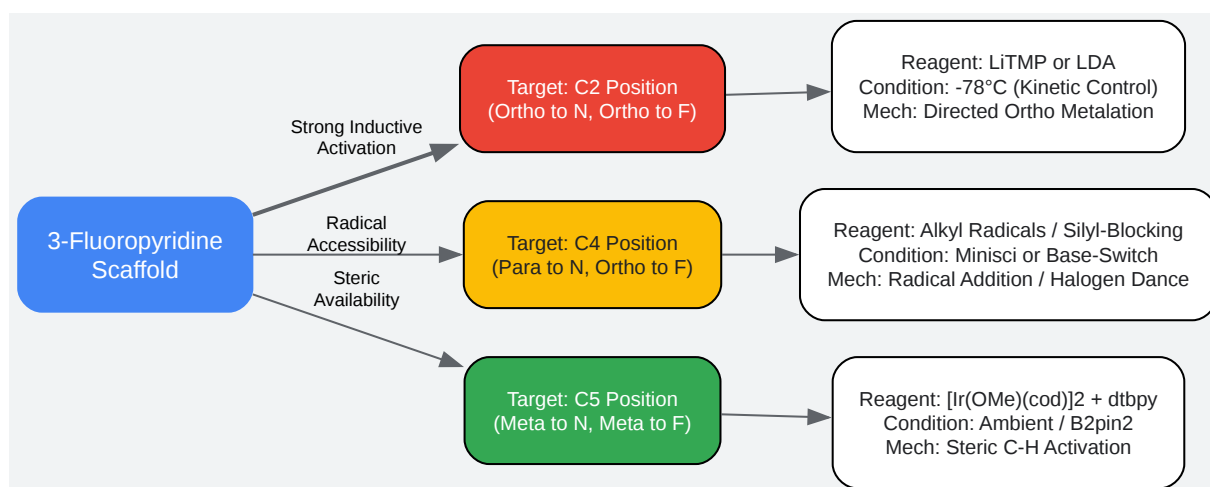 3-Fluoropyridine
Scaffold
Strong Inductive
Activation
Radical
Accessibility
Steric
Availability
Target: C2 Position
(Ortho to N, Ortho to F)
Target: C4 Position
(Para to N, Ortho to F)
Target: C5 Position
(Meta to N, Meta to F)
Reagent: LiTMP or LDA
Condition: -78°C (Kinetic Control)
Mech: Directed Ortho Metalation
Reagent: Alkyl Radicals / Silyl-Blocking
Condition: Minisci or Base-Switch
Mech: Radical Addition / Halogen Dance
Reagent: [Ir(OMe)(cod)]2 + dtbpy
Condition: Ambient / B2pin2
Mech: Steric C-H Activation